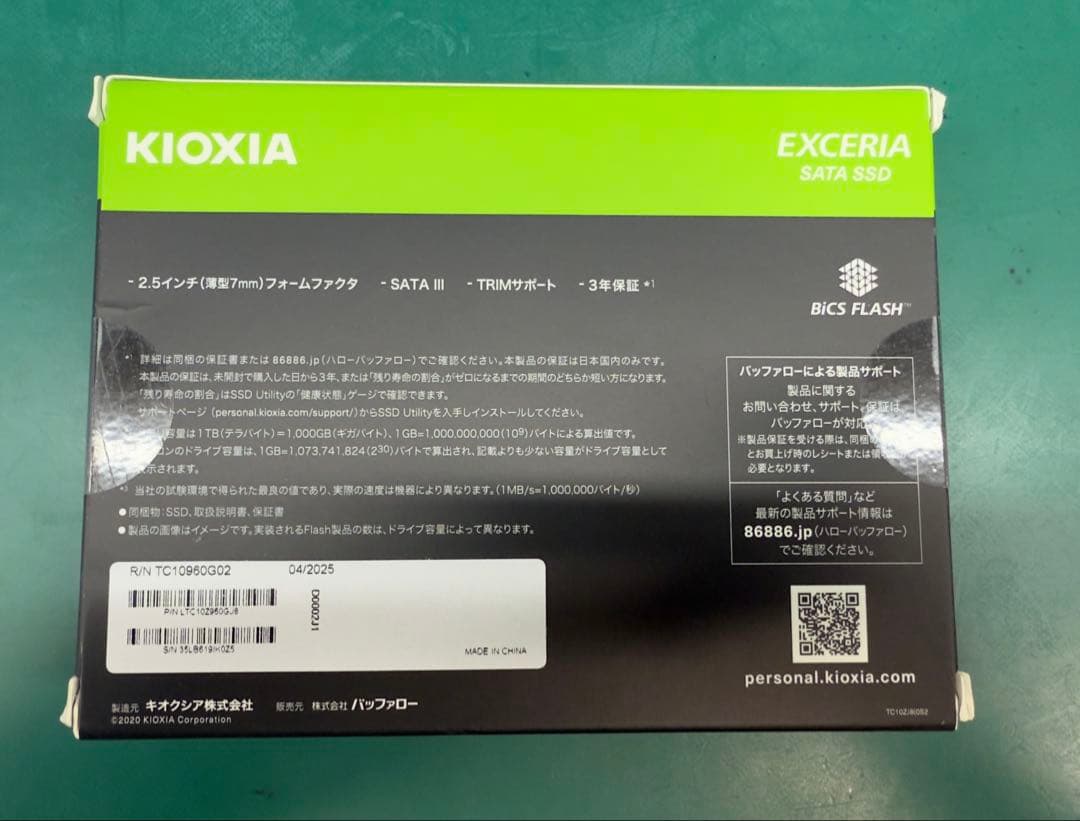 KIOXIA
EXCERIA
SATA SSD
- 2.5インチ(薄型7mm)フォームファクタ - SATA III - TRIMサポート - 3年保証 *1
BiCS FLASH™
*1 詳細は同梱の保証書または 86886.jp(ハローバッファロー)でご確認ください。本製品の保証は日本国内のみです。
本製品の保証は、未開封で購入した日から3年、または「残り寿命の割合」がゼロになるまでの期間のどちらか短い方になります。
「残り寿命の割合」はSSD Utilityの「健康状態」ゲージで確認できます。
サポートページ (personal.kioxia.com/support/)からSSD Utilityを入手しインストールしてください。
容量は1TB(テラバイト)=1,000GB(ギガバイト)、1GB=1,000,000,000(10⁹)バイトによる算出値です。
コンのドライブ容量は、1GB=1,073,741,824(2³⁰)バイトで算出され、記載よりも少ない容量がドライブ容量として
表示されます。
*3 当社の試験環境で得られた最良の値であり、実際の速度は機器により異なります。(1MB/s=1,000,000バイト/秒)
●同梱物:SSD、取扱説明書、保証書
●製品の画像はイメージです。実装されるFlash製品の数は、ドライブ容量によって異なります。
バッファローによる製品サポート
製品に関する
お問い合わせ、サポート、保証は
バッファローが対応
※製品保証を受ける際は、同梱の
とお買上げ時のレシートまたは領
必要となります。
「よくある質問」など
最新の製品サポート情報は
86886.jp(ハローバッファロー)
でご確認ください。
R/N TC10960G02 04/2025
P/N LTC10Z960GJ8
S/N 35LB619IK0Z5
D0002J1
MADE IN CHINA
personal.kioxia.com
製造元 キオクシア株式会社 販売元 株式会社 バッファロー
©2020 KIOXIA Corporation